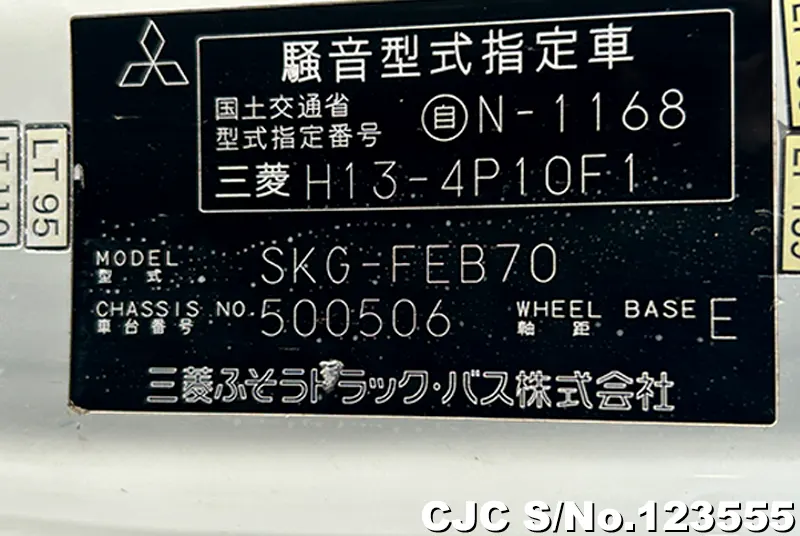 騒音型式指定車
国土交通省
型式指定番号 自N-1168
三菱 H13-4P10F1
LT 95
MODEL
型式 SKG-FEB70
CHASSIS NO.
車台番号 500506 WHEEL BASE
軸距 E
三菱ふそうトラック・バス株式会社
CJC S/No.123555